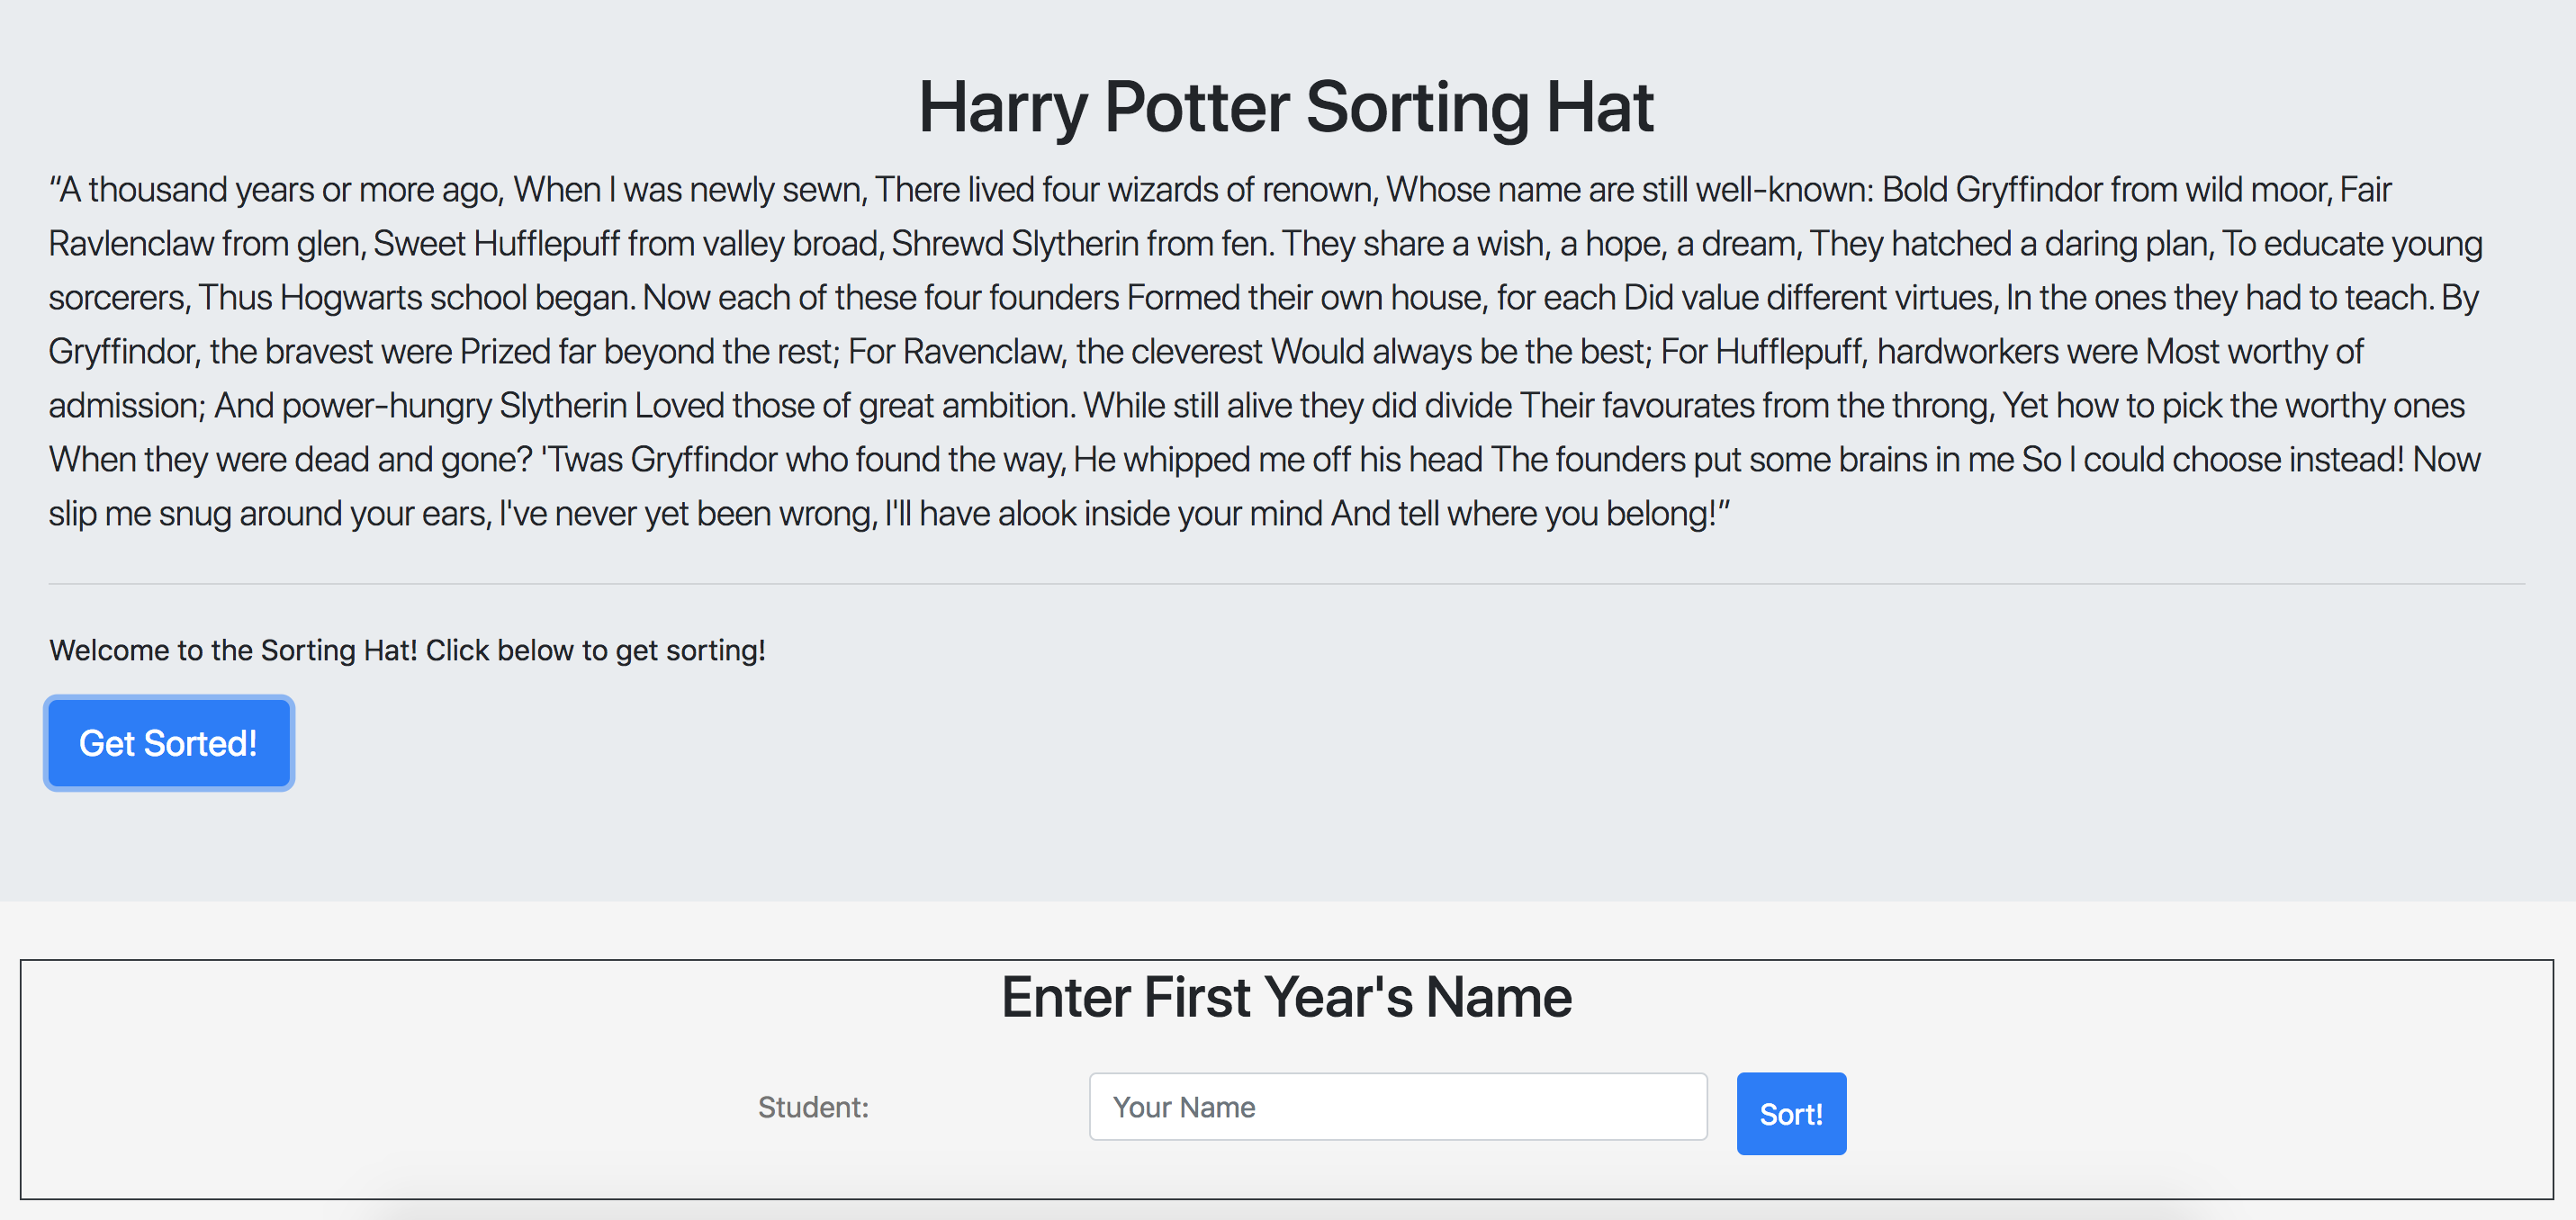 Harry Potter Sorting Hat
“A thousand years or more ago, When I was newly sewn, There lived four wizards of renown, Whose name are still well-known: Bold Gryffindor from wild moor, Fair
Ravlenclaw from glen, Sweet Hufflepuff from valley broad, Shrewd Slytherin from fen. They share a wish, a hope, a dream, They hatched a daring plan, To educate young
sorcerers, Thus Hogwarts school began. Now each of these four founders Formed their own house, for each Did value different virtues, In the ones they had to teach. By
Gryffindor, the bravest were Prized far beyond the rest; For Ravenclaw, the cleverest Would always be the best; For Hufflepuff, hardworkers were Most worthy of
admission; And power-hungry Slytherin Loved those of great ambition. While still alive they did divide Their favourates from the throng, Yet how to pick the worthy ones
When they were dead and gone? 'Twas Gryffindor who found the way, He whipped me off his head The founders put some brains in me So I could choose instead! Now
slip me snug around your ears, I've never yet been wrong, I'll have alook inside your mind And tell where you belong!”
Welcome to the Sorting Hat! Click below to get sorting!
Get Sorted!
Enter First Year's Name
Student:
Your Name
Sort!